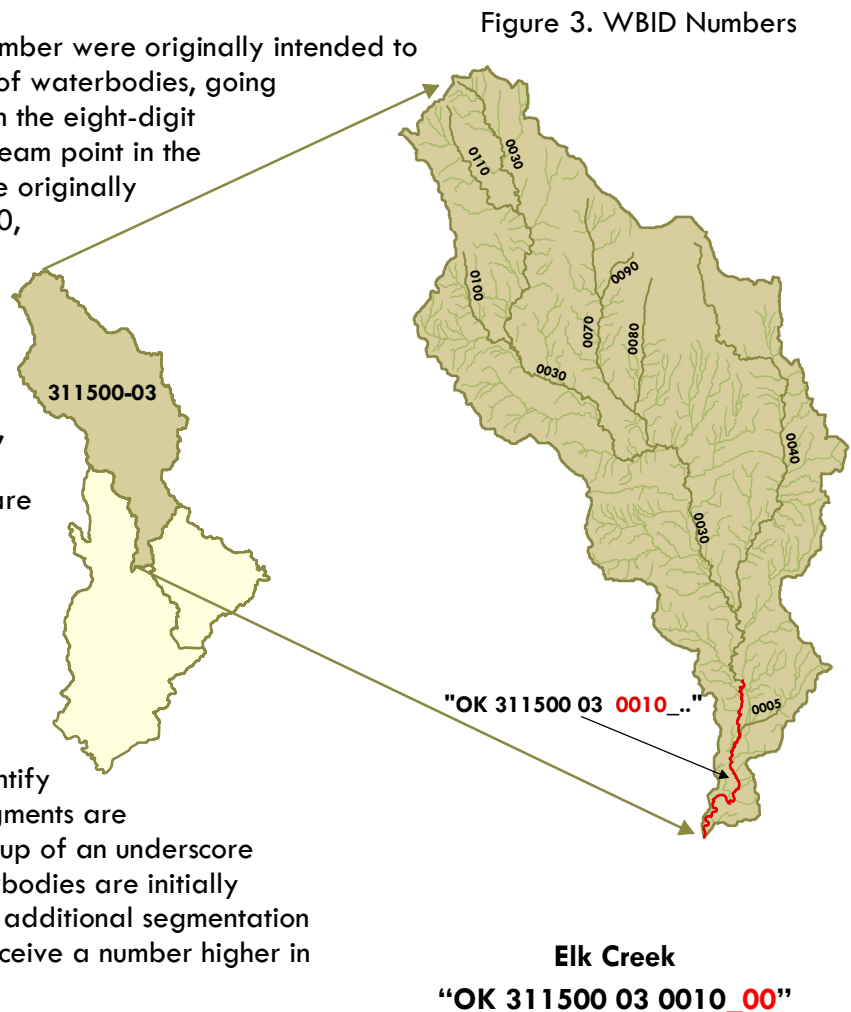 Figure 3. WBID Numbers
mber were originally intended to
of waterbodies, going
the eight-digit
eam point in the
originally
0,
are
ntify
gments are
up of an underscore
bodies are initially
additional segmentation
ceive a number higher in
311500-03
0110
0030
0100
0090
0070
0080
0030
0040
0030
"OK 311500 03 0010_.."
0005
Elk Creek
“OK 311500 03 0010_00”